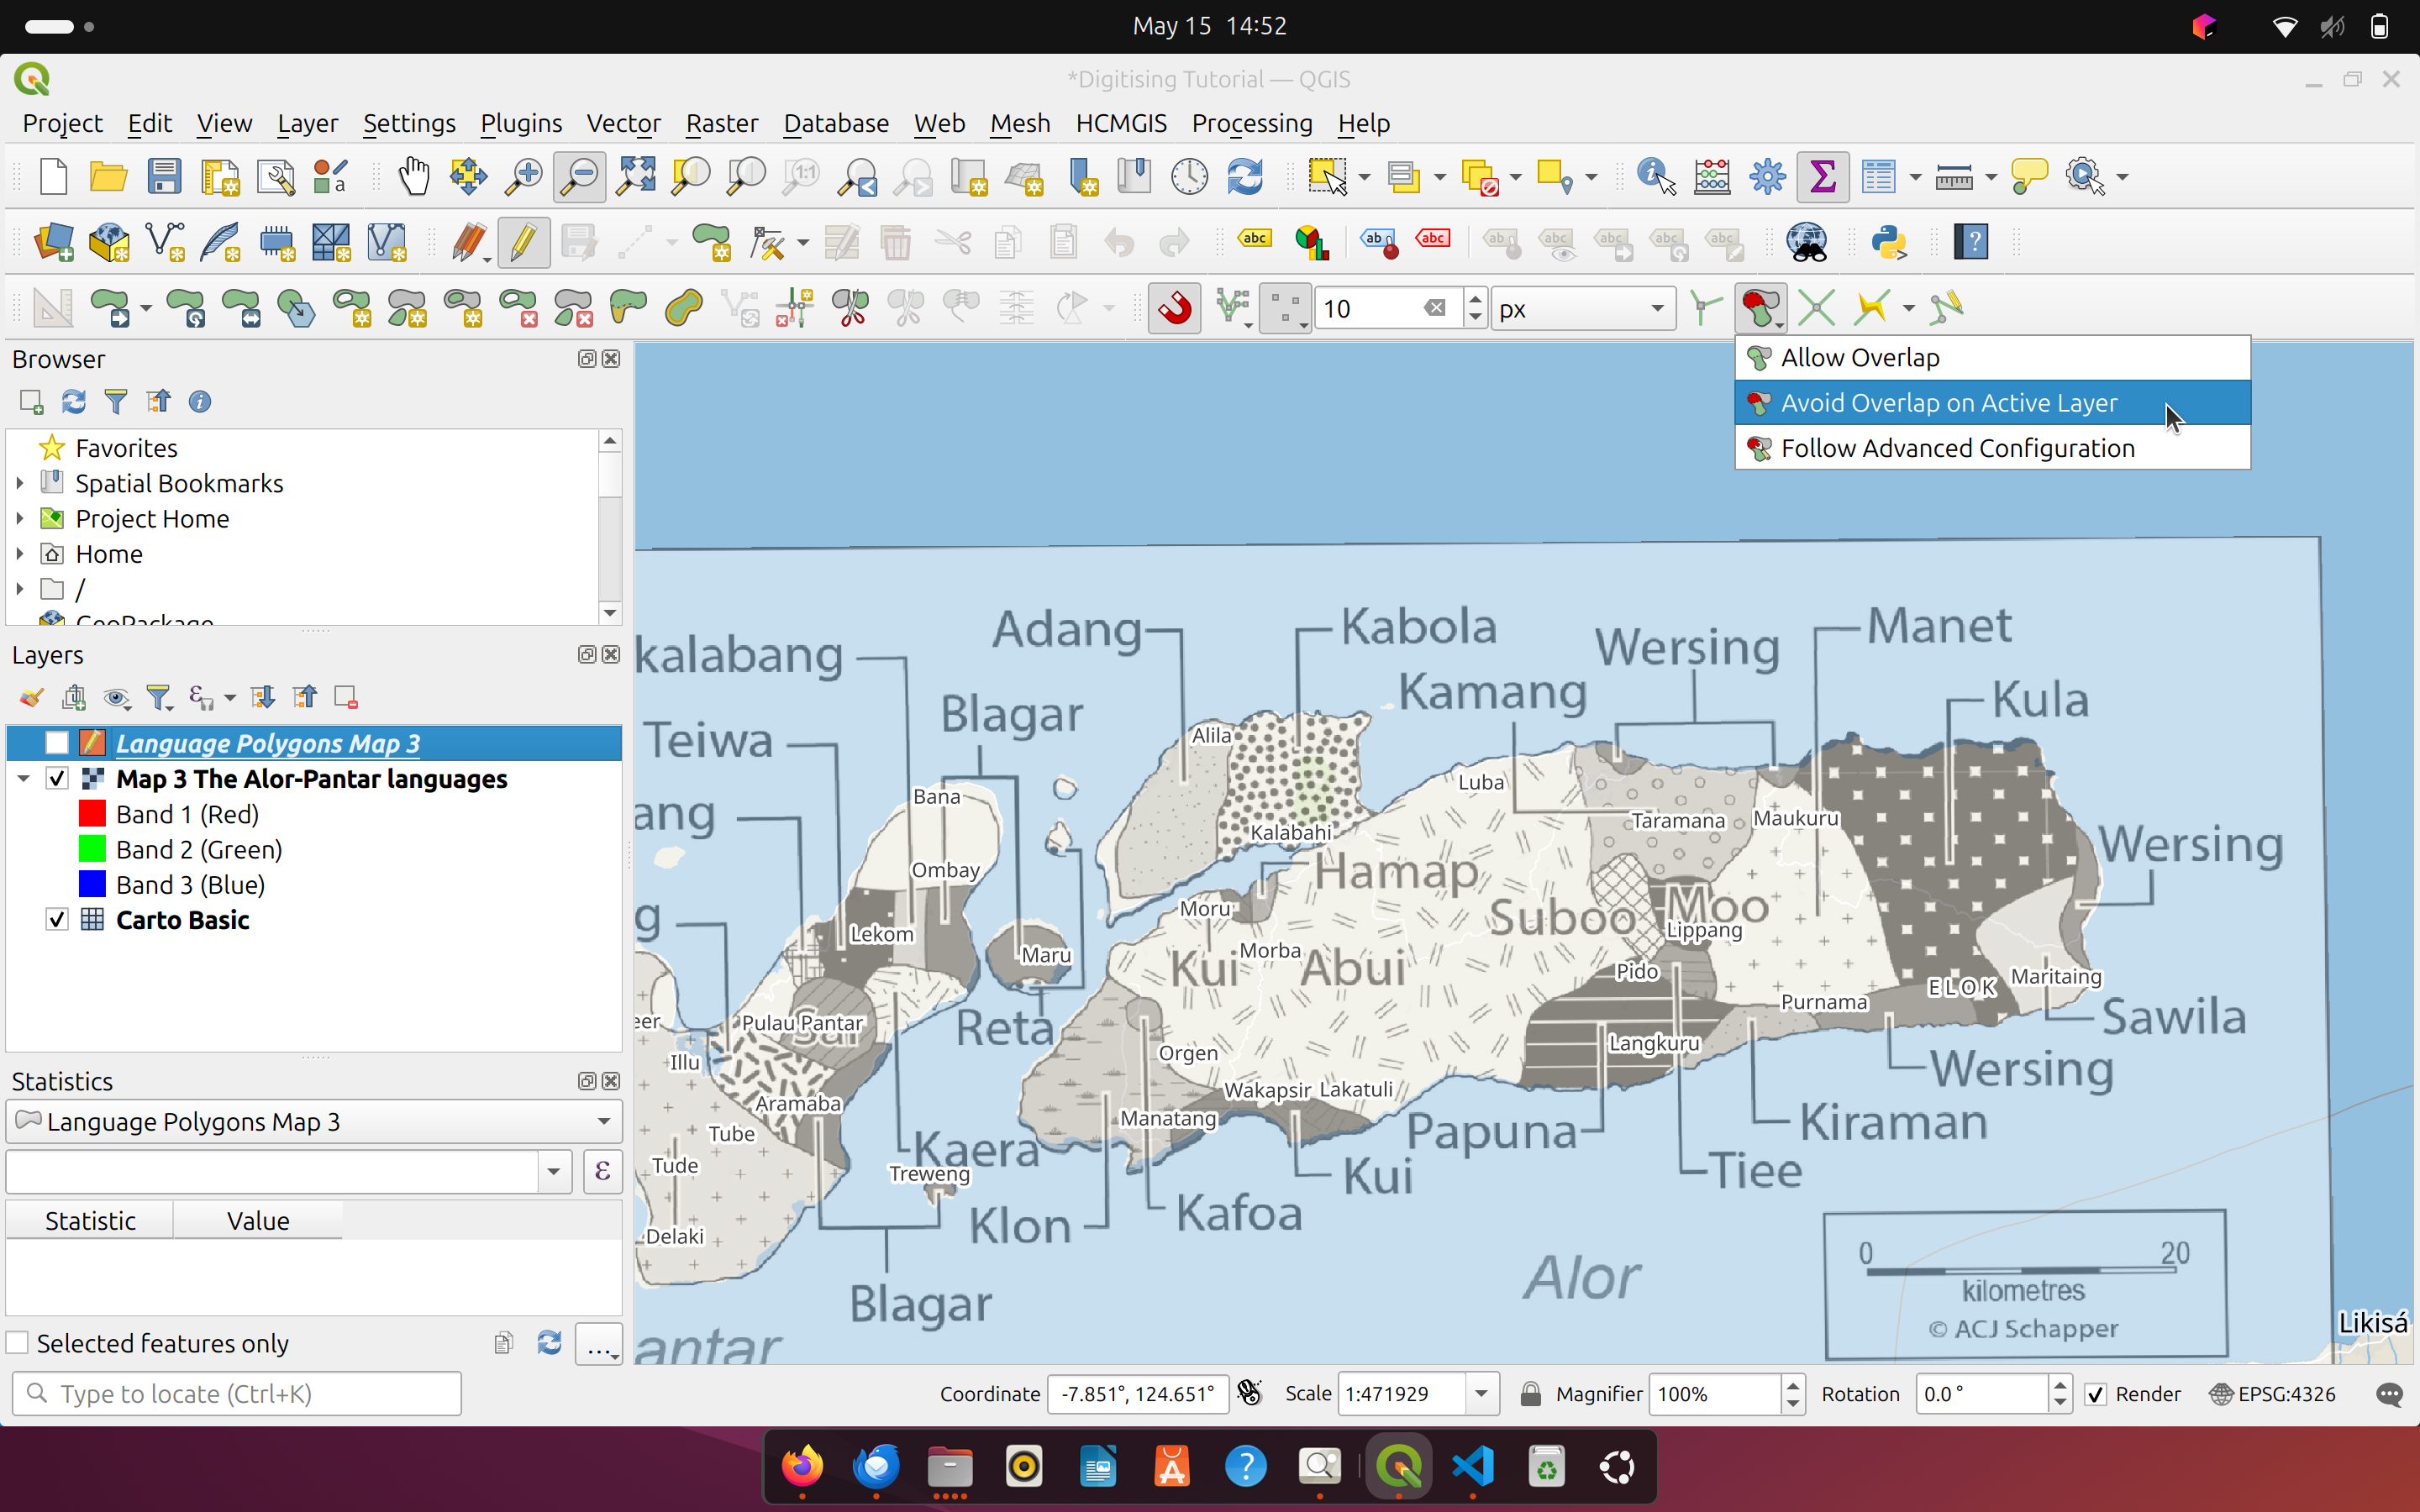 May 15 14:52
*Digitising Tutorial — QGIS
Project Edit View Layer Settings Plugins Vector Raster Database Web Mesh HCMGIS Processing Help
10 px
Allow Overlap
Avoid Overlap on Active Layer
Follow Advanced Configuration
Browser
Favorites
Spatial Bookmarks
Project Home
Home
/
GeoPackage
Layers
Language Polygons Map 3
Map 3 The Alor-Pantar languages
Band 1 (Red)
Band 2 (Green)
Band 3 (Blue)
Carto Basic
Statistics
Language Polygons Map 3
Statistic Value
Selected features only
Type to locate (Ctrl+K)
Adang
Kabola
Wersing
Manet
kalabang
Kamang
Kula
Blagar
Teiwa
Alila
Luba
Bana
ang
Kalabahi
Taramana
Maukuru
Wersing
Ombay
Hamap
g
Moru
Suboo
Moo
Lekom
Lippang
Maru
Kui
Morba
Abui
Pido
Maritaing
ELOK
Purnama
Sawila
eer
Pulau Pantar
Sar
Reta
Langkuru
Illu
Orgen
Wersing
Wakapsir
Lakatuli
Aramaba
Manatang
Papuna
Kiraman
Tube
Kaera
Tude
Treweng
Kui
Tiee
Klon
Kafoa
Delaki
Blagar
Alor
antar
0 20
kilometres
© ACJ Schapper
Likisá
Coordinate -7.851°, 124.651° Scale 1:471929 Magnifier 100% Rotation 0.0 ° Render EPSG:4326